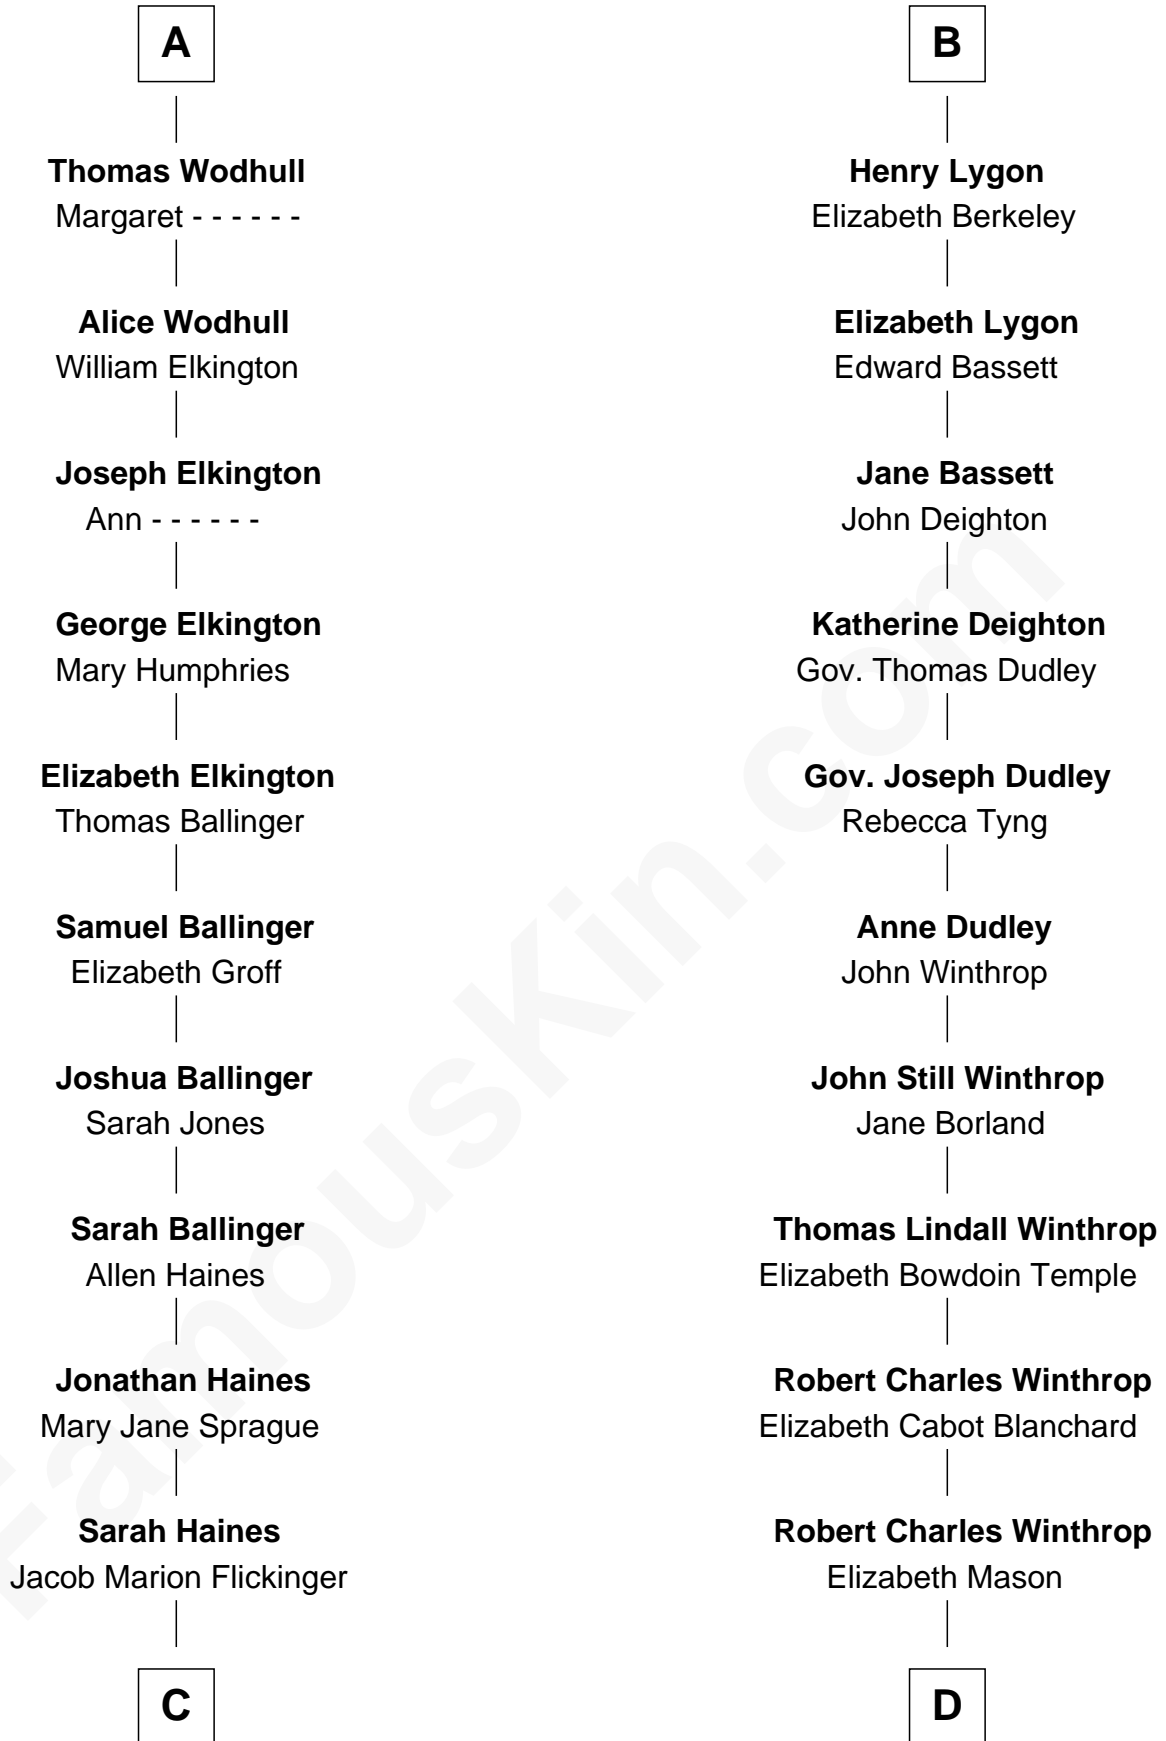 A
Thomas Wodhull
Margaret - - - - - -
Alice Wodhull
William Elkington
Joseph Elkington
Ann - - - - - -
George Elkington
Mary Humphries
Elizabeth Elkington
Thomas Ballinger
Samuel Ballinger
Elizabeth Groff
Joshua Ballinger
Sarah Jones
Sarah Ballinger
Allen Haines
Jonathan Haines
Mary Jane Sprague
Sarah Haines
Jacob Marion Flickinger
C
B
Henry Lygon
Elizabeth Berkeley
Elizabeth Lygon
Edward Bassett
Jane Bassett
John Deighton
Katherine Deighton
Gov. Thomas Dudley
Gov. Joseph Dudley
Rebecca Tyng
Anne Dudley
John Winthrop
John Still Winthrop
Jane Borland
Thomas Lindall Winthrop
Elizabeth Bowdoin Temple
Robert Charles Winthrop
Elizabeth Cabot Blanchard
Robert Charles Winthrop
Elizabeth Mason
D
FamousKin.com